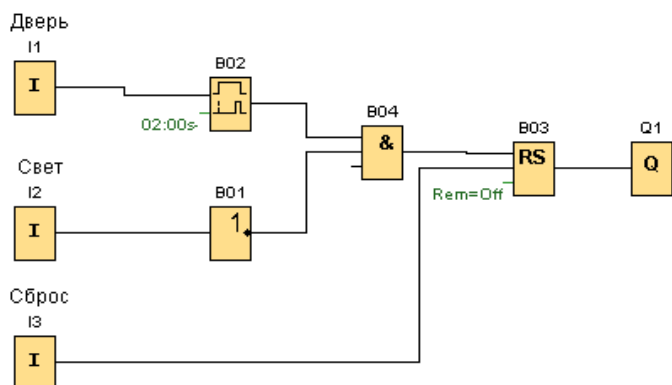 Дверь
I1
I
B02
02:00s-
B04
&
B03
RS
Rem=Off
Q1
Q
Свет
I2
I
B01
1
Сброс
I3
I